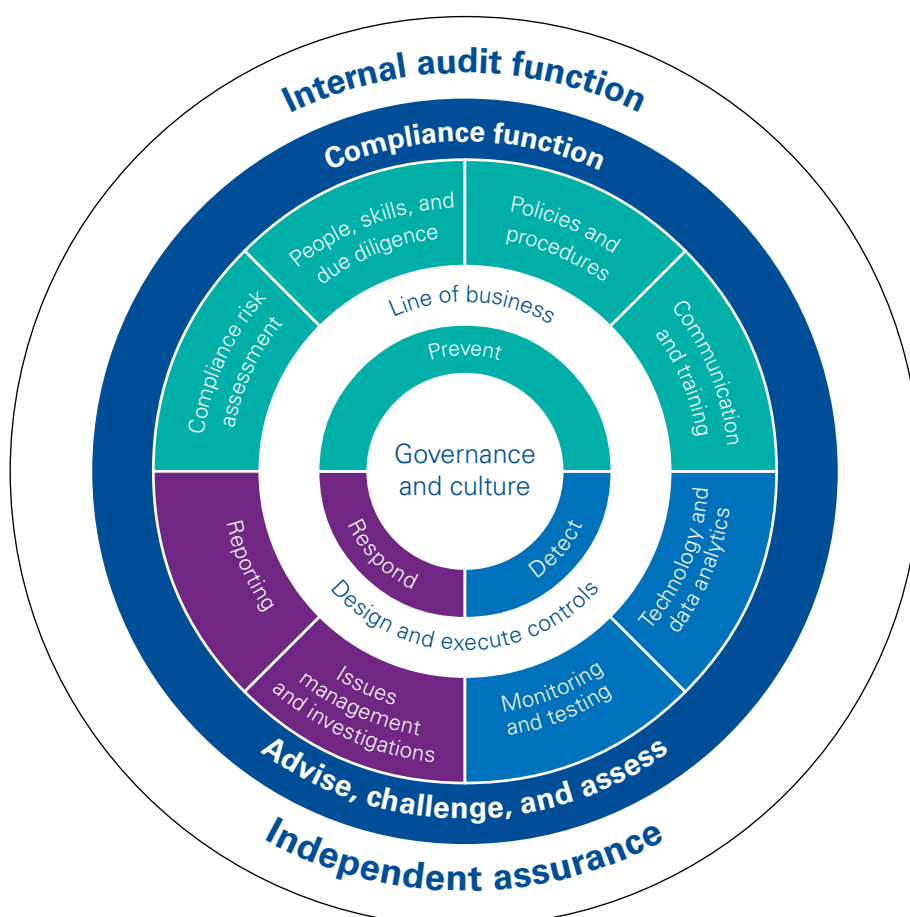 Internal audit function
Compliance function
People, skills, and
due diligence
Policies and
procedures
Compliance risk
assessment
Communication
and training
Line of business
Prevent
Governance
and culture
Respond
Detect
Design and execute controls
Reporting
Technology and
data analytics
Issues
management
and investigations
Monitoring
and testing
Advise, challenge, and assess
Independent assurance